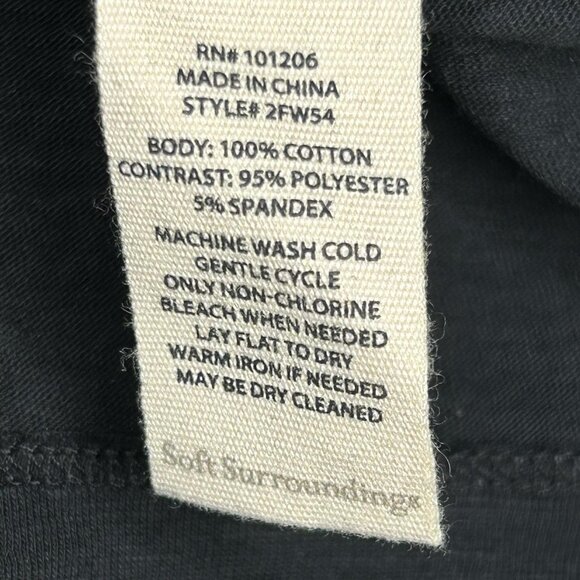 RN# 101206
MADE IN CHINA
STYLE# 2FW54
BODY: 100% COTTON
CONTRAST: 95% POLYESTER
5% SPANDEX
MACHINE WASH COLD
GENTLE CYCLE
ONLY NON-CHLORINE
BLEACH WHEN NEEDED
LAY FLAT TO DRY
WARM IRON IF NEEDED
MAY BE DRY CLEANED
Soft Surroundings